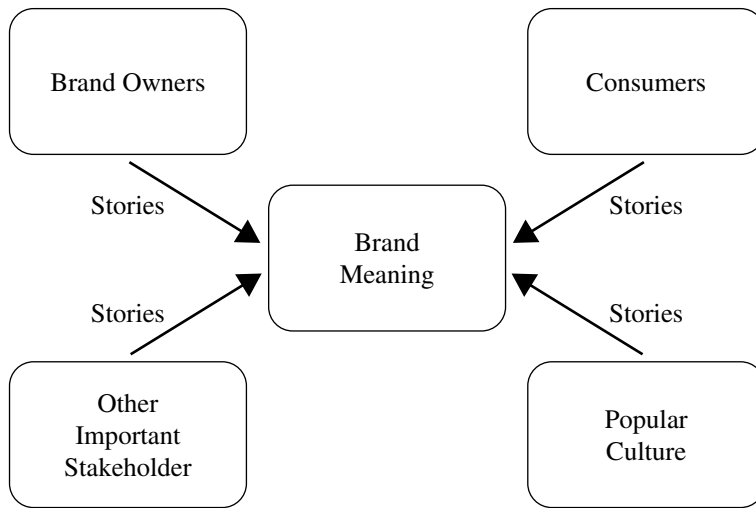 Brand Owners
Consumers
Stories
Stories
Brand
Meaning
Stories
Stories
Other
Important
Stakeholder
Popular
Culture